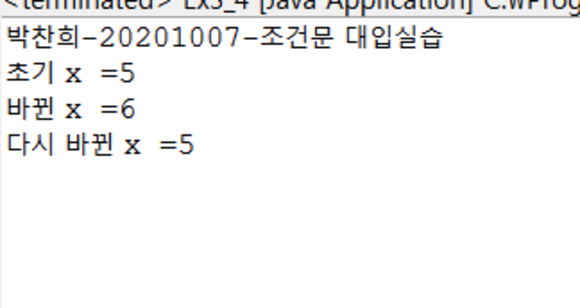 <terminated> Ex3_4 [Java Application] C:\Prog
박찬희-20201007-조건문 대입실습
초기 x =5
바뀐 x =6
다시 바뀐 x =5